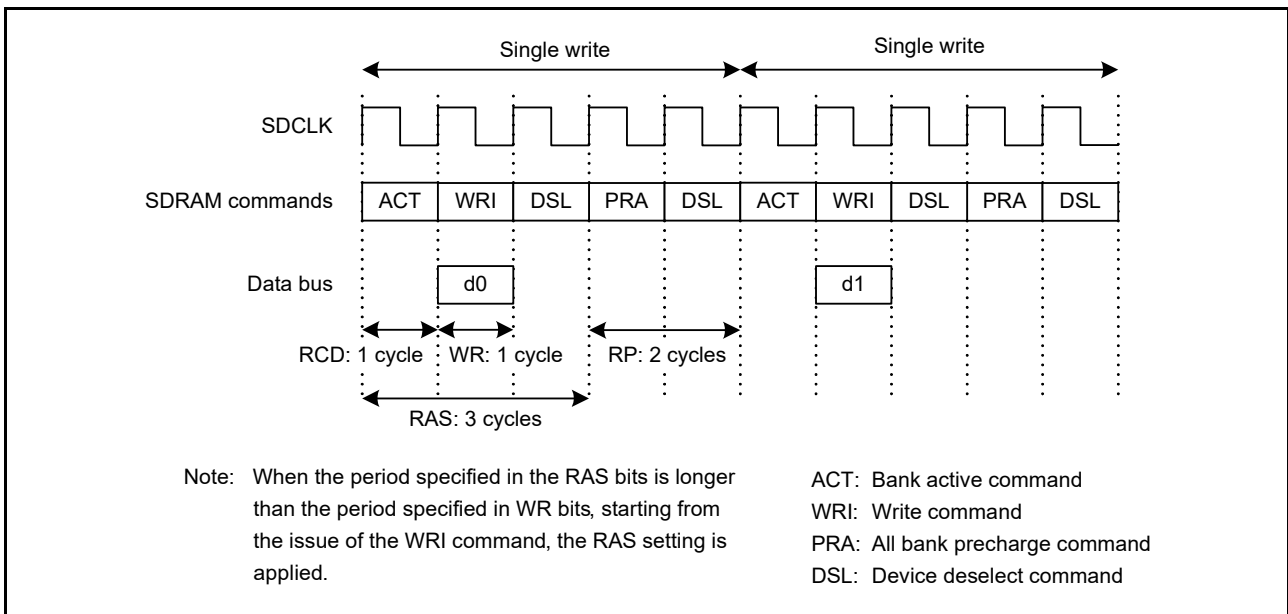 Single write Single write
SDCLK
SDRAM commands ACT WRI DSL PRA DSL ACT WRI DSL PRA DSL
Data bus d0 d1
RCD: 1 cycle WR: 1 cycle RP: 2 cycles
RAS: 3 cycles
Note: When the period specified in the RAS bits is longer
than the period specified in WR bits, starting from
the issue of the WRI command, the RAS setting is
applied.
ACT: Bank active command
WRI: Write command
PRA: All bank precharge command
DSL: Device deselect command